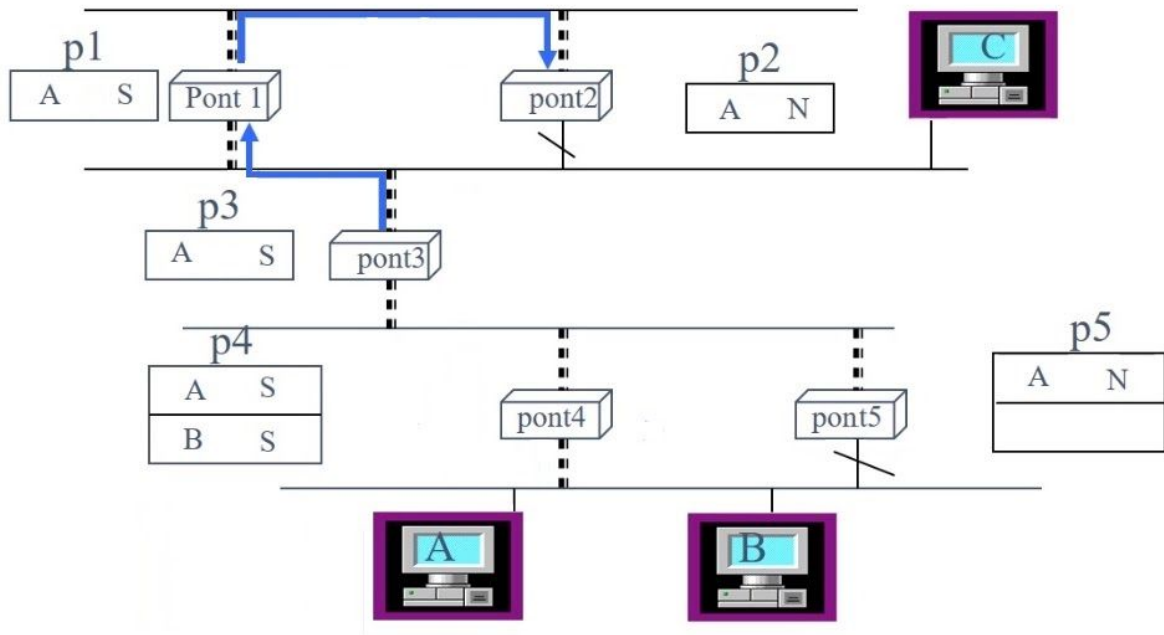 C
p1
A S
Pont 1
pont2
p2
A N
p3
A S
pont3
p4
A S
B S
pont4
pont5
p5
A N
A
B